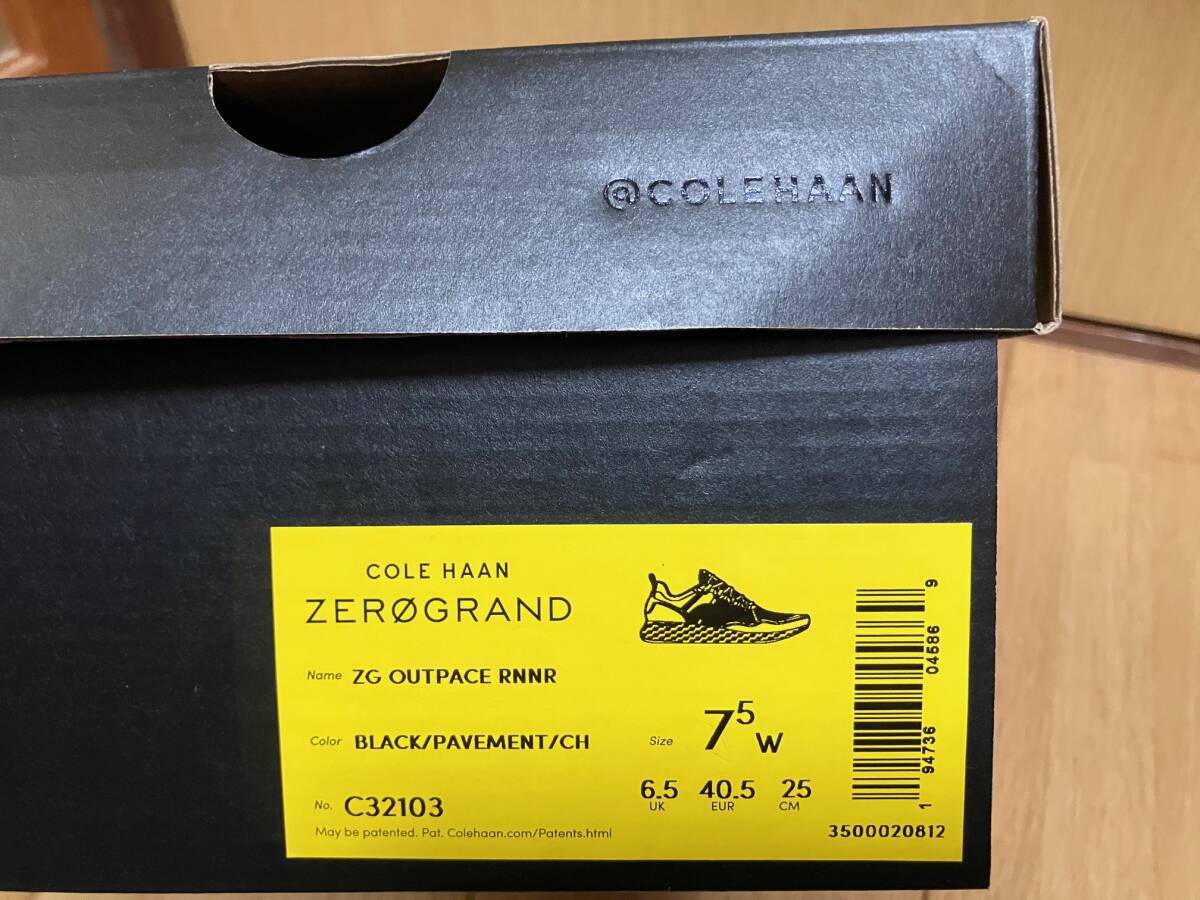 @COLEHAAN
COLE HAAN
ZERØGRAND
Name ZG OUTPACE RNNR
Color BLACK/PAVEMENT/CH
No. C32103
May be patented. Pat. Colehaan.com/Patents.html
Size 7⁵ W
6.5 40.5 25
UK EUR CM
1 94736 04586 9
3500020812